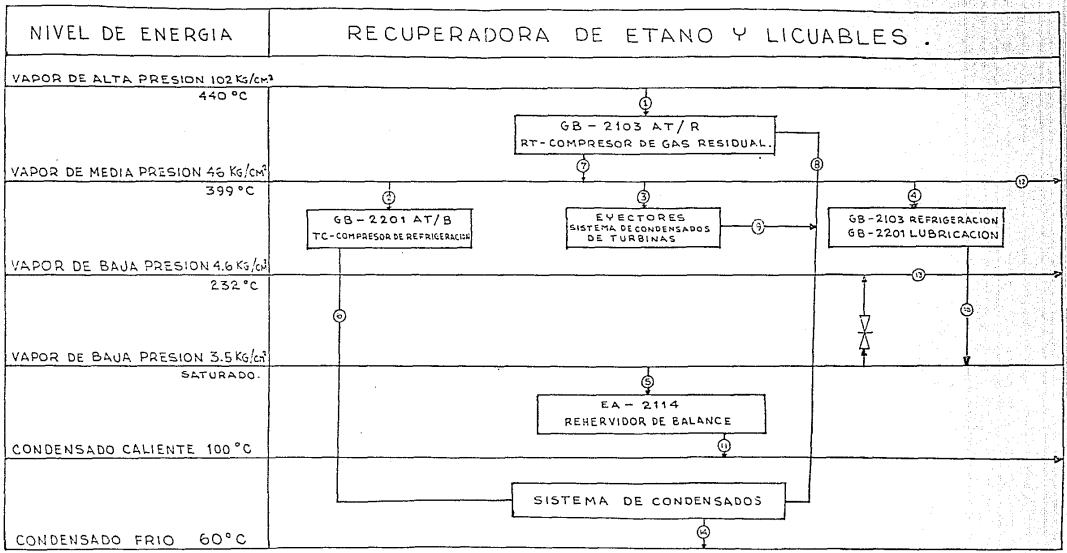 NIVEL DE ENERGIA
RECUPERADORA DE ETANO Y LICUABLES.
VAPOR DE ALTA PRESION 102 KG/CM²
440 °C
1
GB-2103 AT/R
RT-COMPRESOR DE GAS RESIDUAL.
7
8
VAPOR DE MEDIA PRESION 46 KG/CM²
12
399 °C
2
3
4
GB-2201 AT/B
TC-COMPRESOR DE REFRIGERACION
EYECTORES
SISTEMA DE CONDENSADOS
DE TURBINAS
9
GB-2103 REFRIGERACION
GB-2201 LUBRICACION
VAPOR DE BAJA PRESION 4.6 KG/CM²
13
232 °C
6
10
VAPOR DE BAJA PRESION 3.5 KG/CM²
SATURADO.
5
EA-2114
REHERVIDOR DE BALANCE
11
CONDENSADO CALIENTE 100 °C
SISTEMA DE CONDENSADOS
14
CONDENSADO FRIO 60 °C